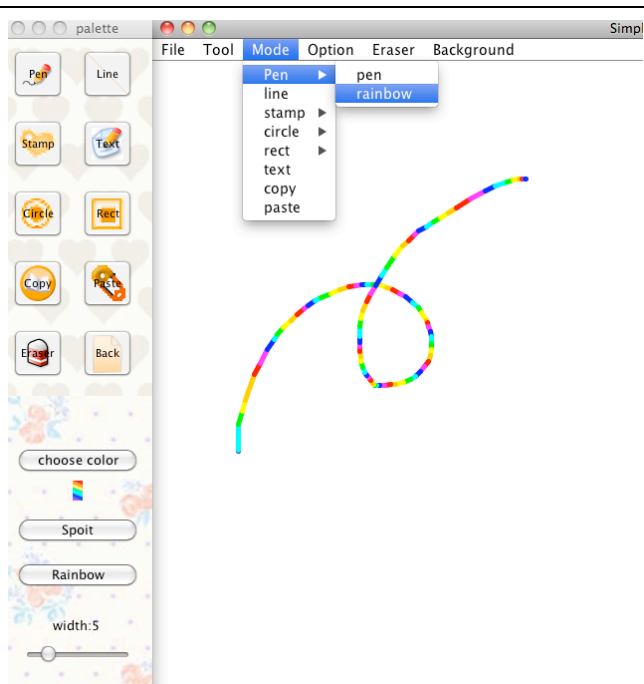 palette
Simpl
File Tool Mode Option Eraser Background
Pen
line
stamp
circle
rect
text
copy
paste
pen
rainbow
Pen Line
Stamp Text
Circle Rect
Copy Paste
Eraser Back
choose color
Spoit
Rainbow
width:5